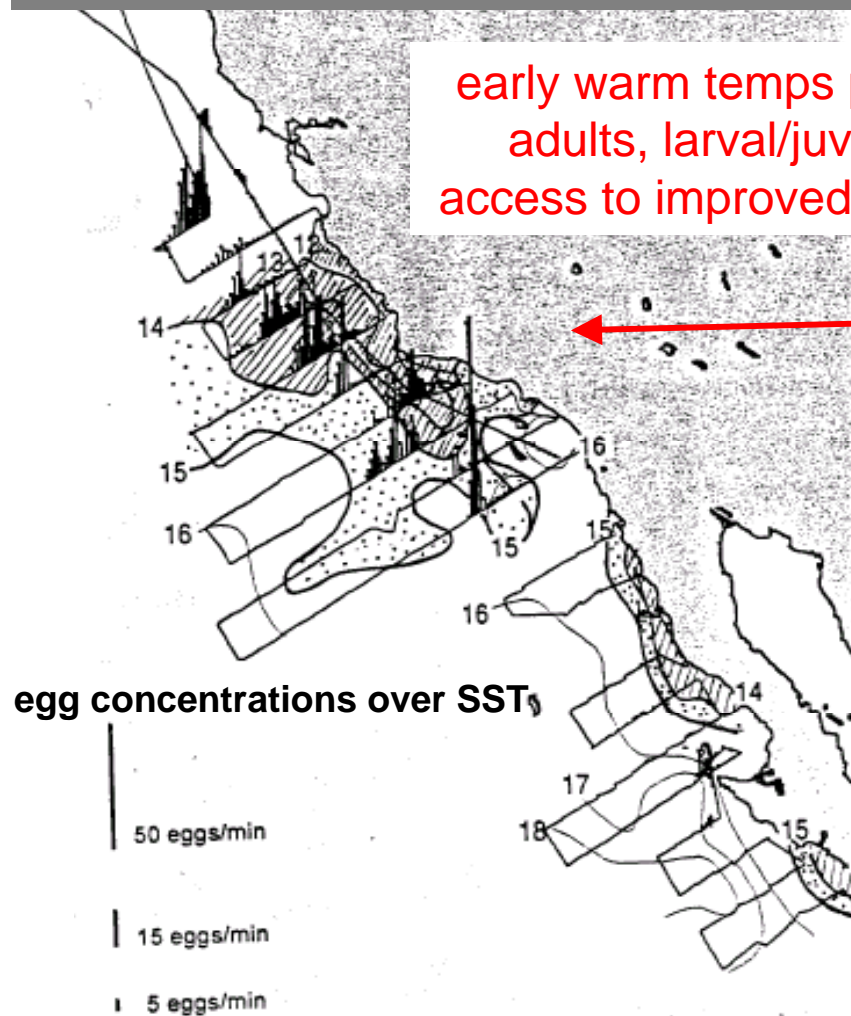 early warm temps
adults, larval/juv
access to improved
12
13
14
15
16
16
15
15
16
14
17
18
15
egg concentrations over SST
50 eggs/min
15 eggs/min
5 eggs/min